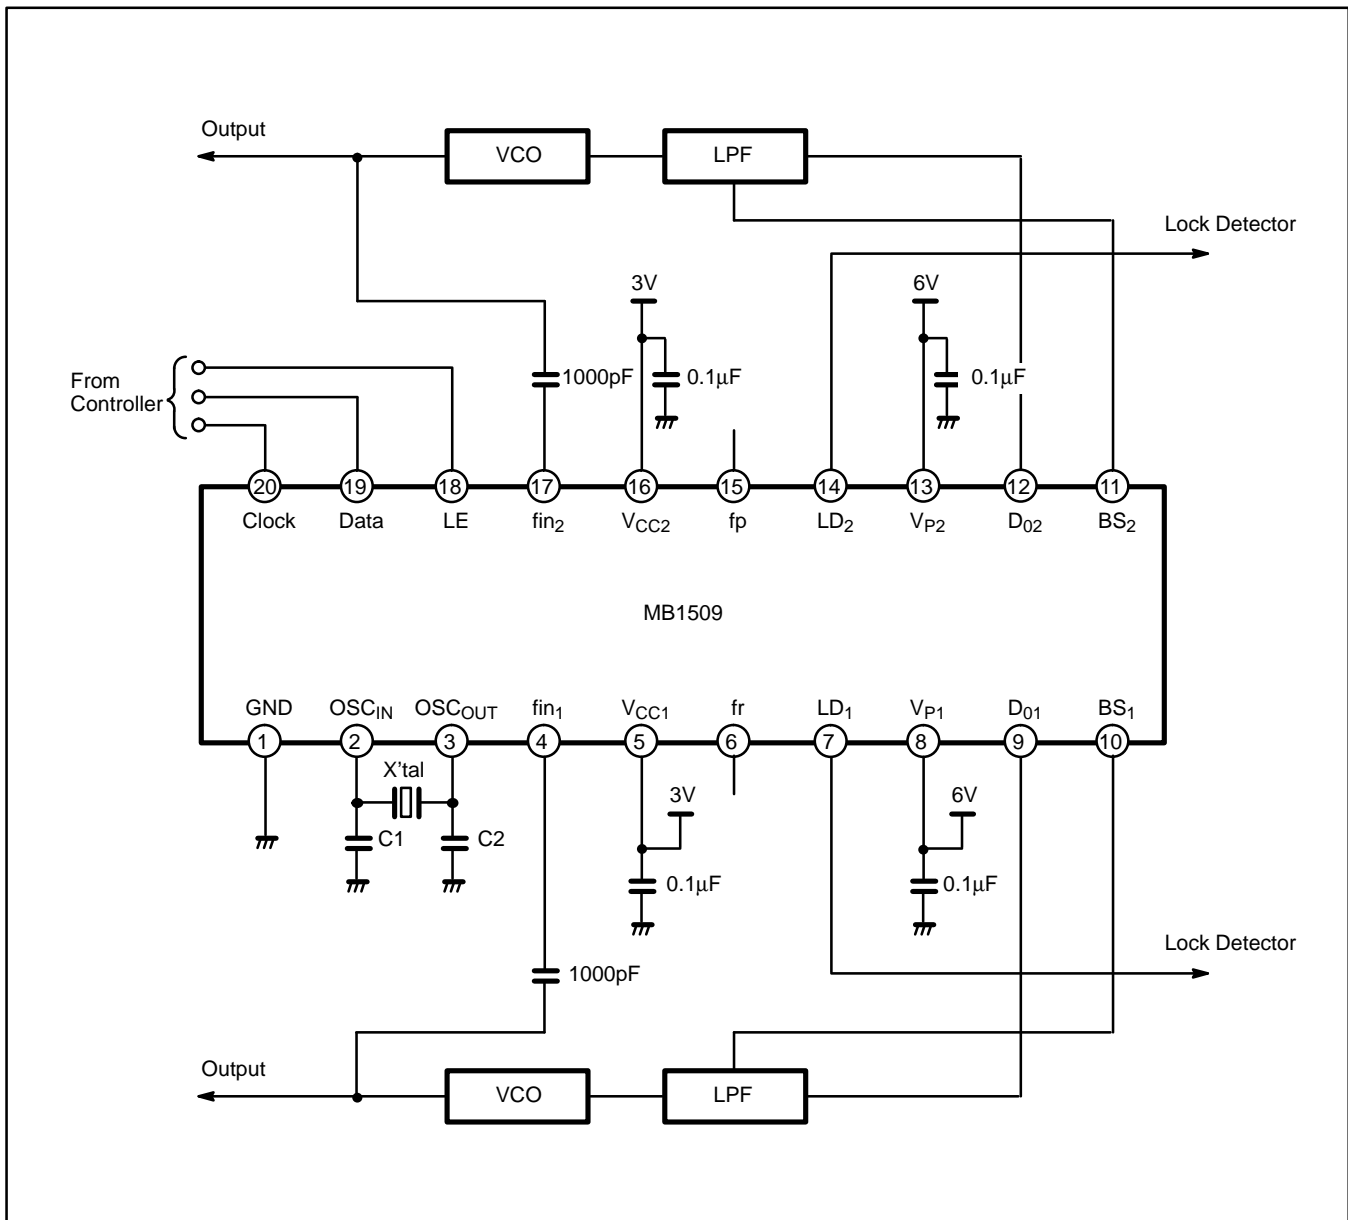 Output
VCO
LPF
Lock Detector
3V
6V
From
Controller
1000pF
0.1µF
0.1µF
20 19 18 17 16 15 14 13 12 11
Clock Data LE fin2 VCC2 fp LD2 VP2 D02 BS2
MB1509
GND OSCIN OSCOUT fin1 VCC1 fr LD1 VP1 D01 BS1
1 2 3 4 5 6 7 8 9 10
X'tal
3V
6V
C1
C2
0.1µF
0.1µF
Lock Detector
1000pF
Output
VCO
LPF